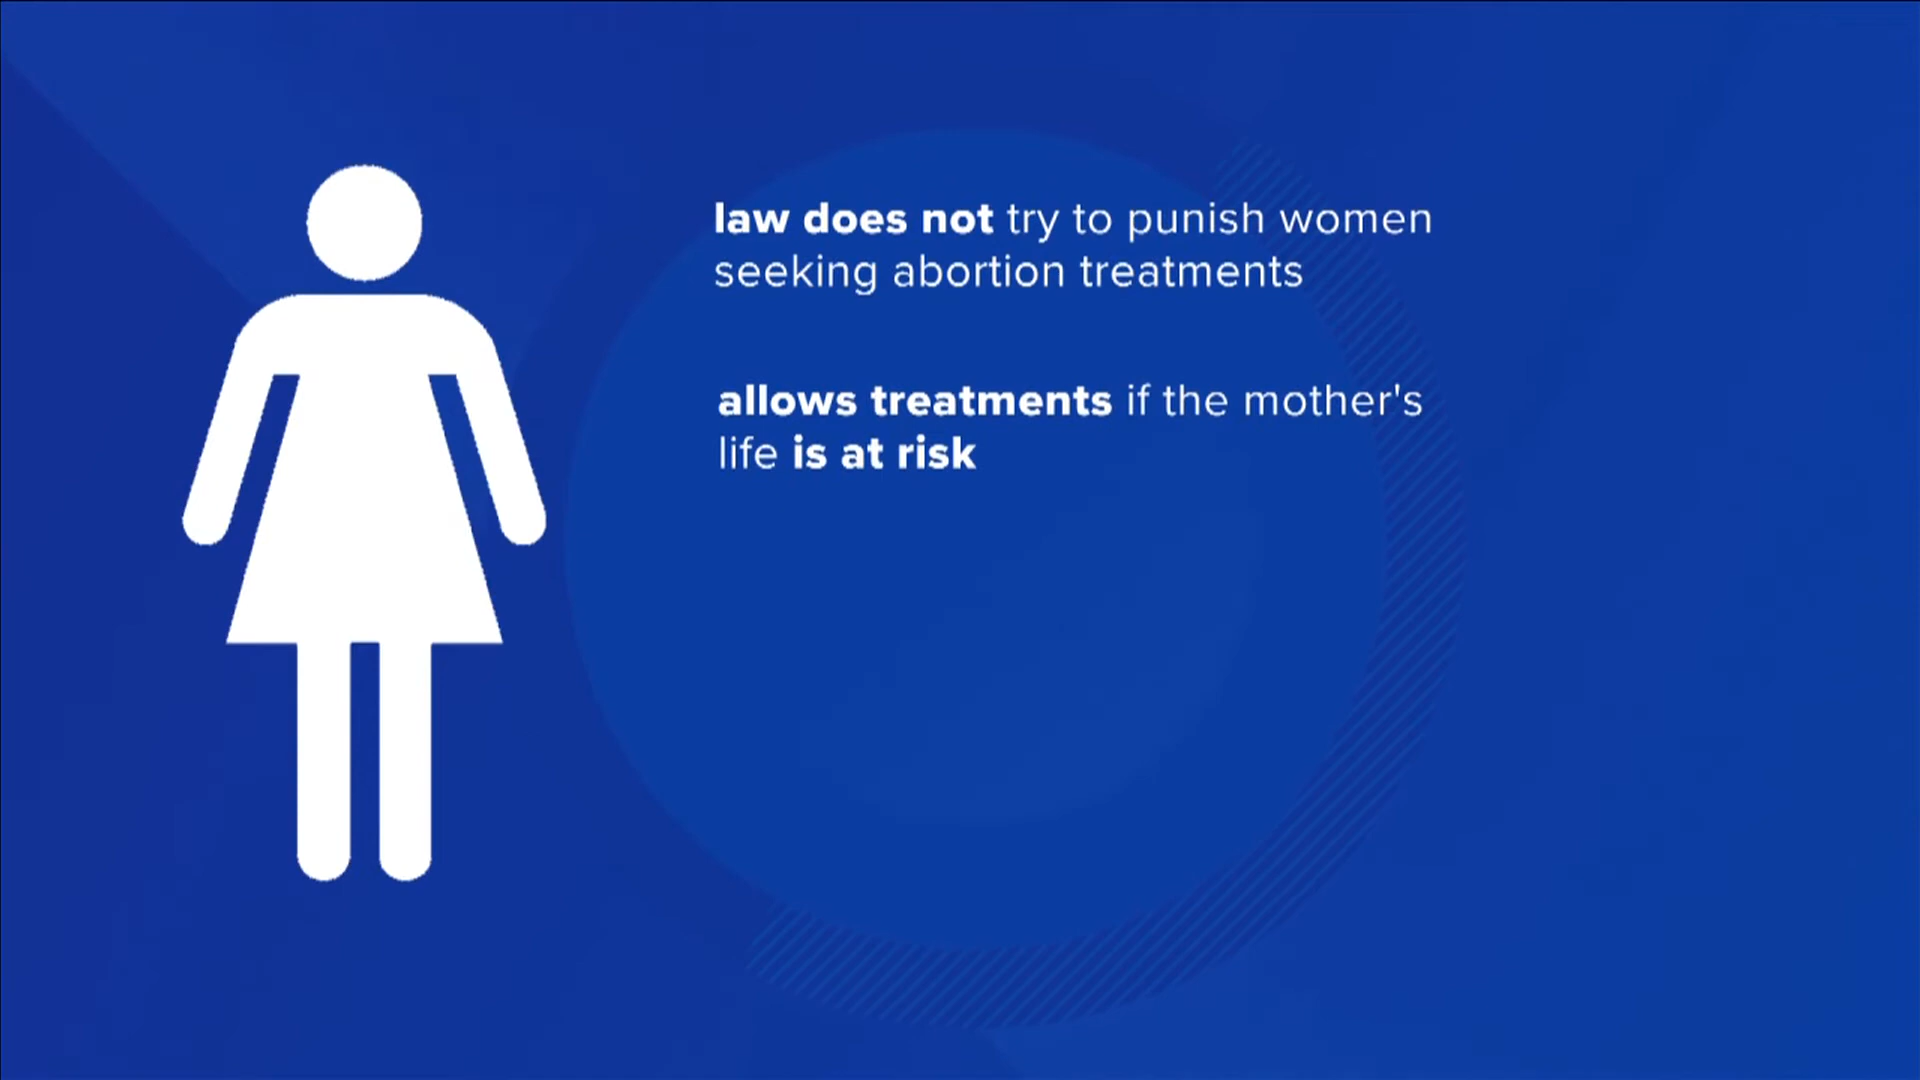 law does not try to punish women
seeking abortion treatments
allows treatments if the mother's
life is at risk